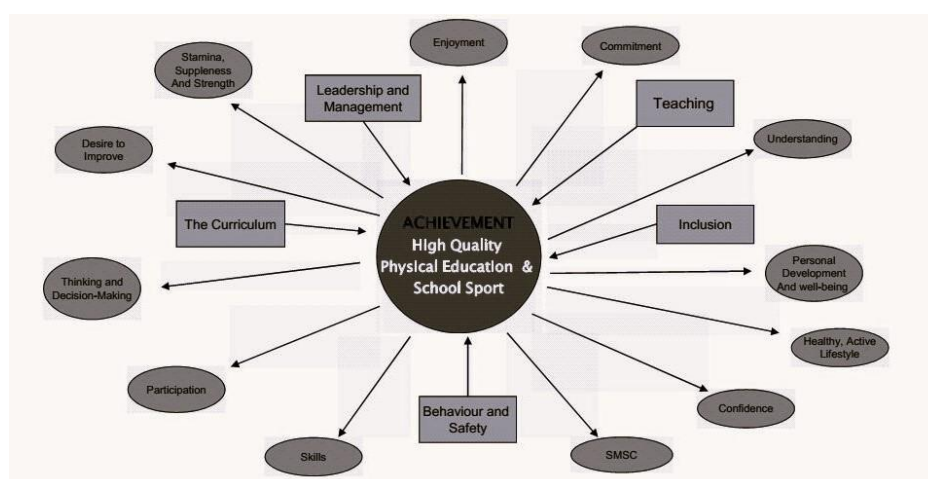 Enjoyment
Commitment
Stamina,
Suppleness
And Strength
Leadership and
Management
Teaching
Desire to
Improve
Understanding
The Curriculum
ACHIEVEMENT
High Quality
Physical Education &
School Sport
Inclusion
Thinking and
Decision-Making
Personal
Development
And well-being
Healthy, Active
Lifestyle
Participation
Behaviour and
Safety
Confidence
Skills
SMSC